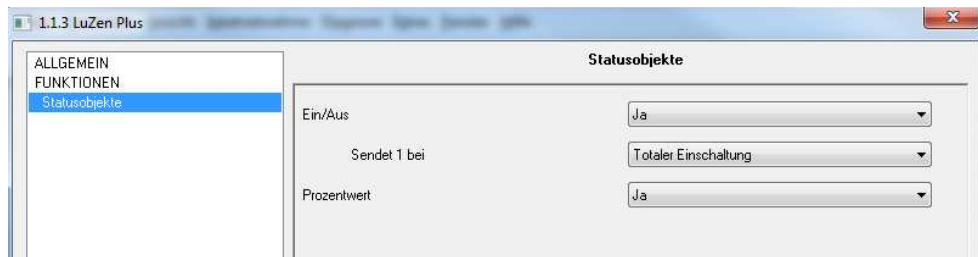 1.1.3 LuZen Plus
ALLGEMEIN
FUNKTIONEN
Statusobjekte
Statusobjekte
Ein/Aus
Ja
Sendet 1 bei
Totaler Einschaltung
Prozentwert
Ja